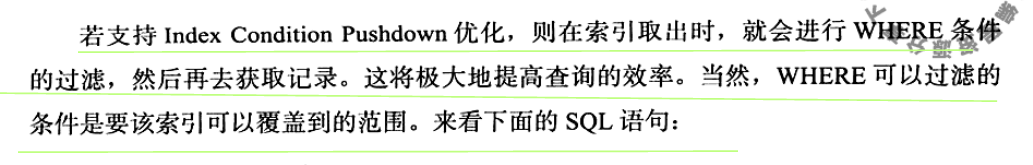 若支持 Index Condition Pushdown 优化，则在索引取出时，就会进行 WHERE 条件
的过滤，然后再去获取记录。这将极大地提高查询的效率。当然，WHERE 可以过滤的
条件是要该索引可以覆盖到的范围。来看下面的 SQL 语句：